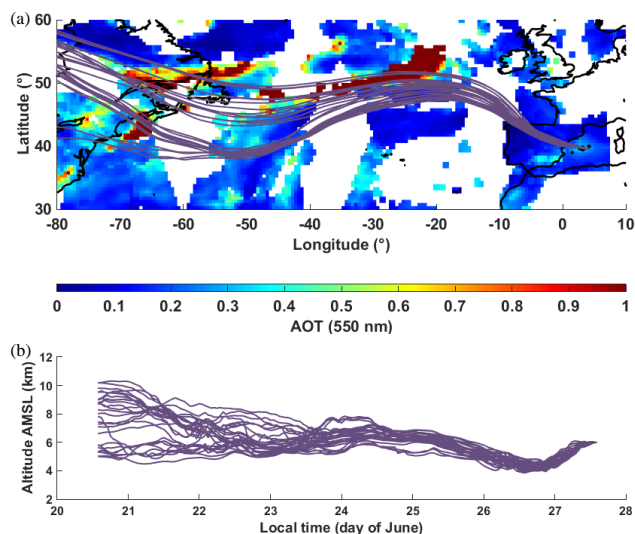 (a)
60
50
40
30
Latitude (°)
-80 -70 -60 -50 -40 -30 -20 -10 0 10
Longitude (°)
0 0.1 0.2 0.3 0.4 0.5 0.6 0.7 0.8 0.9 1
AOT (550 nm)
(b)
12
10
8
6
4
2
Altitude AMSL (km)
20 21 22 23 24 25 26 27 28
Local time (day of June)